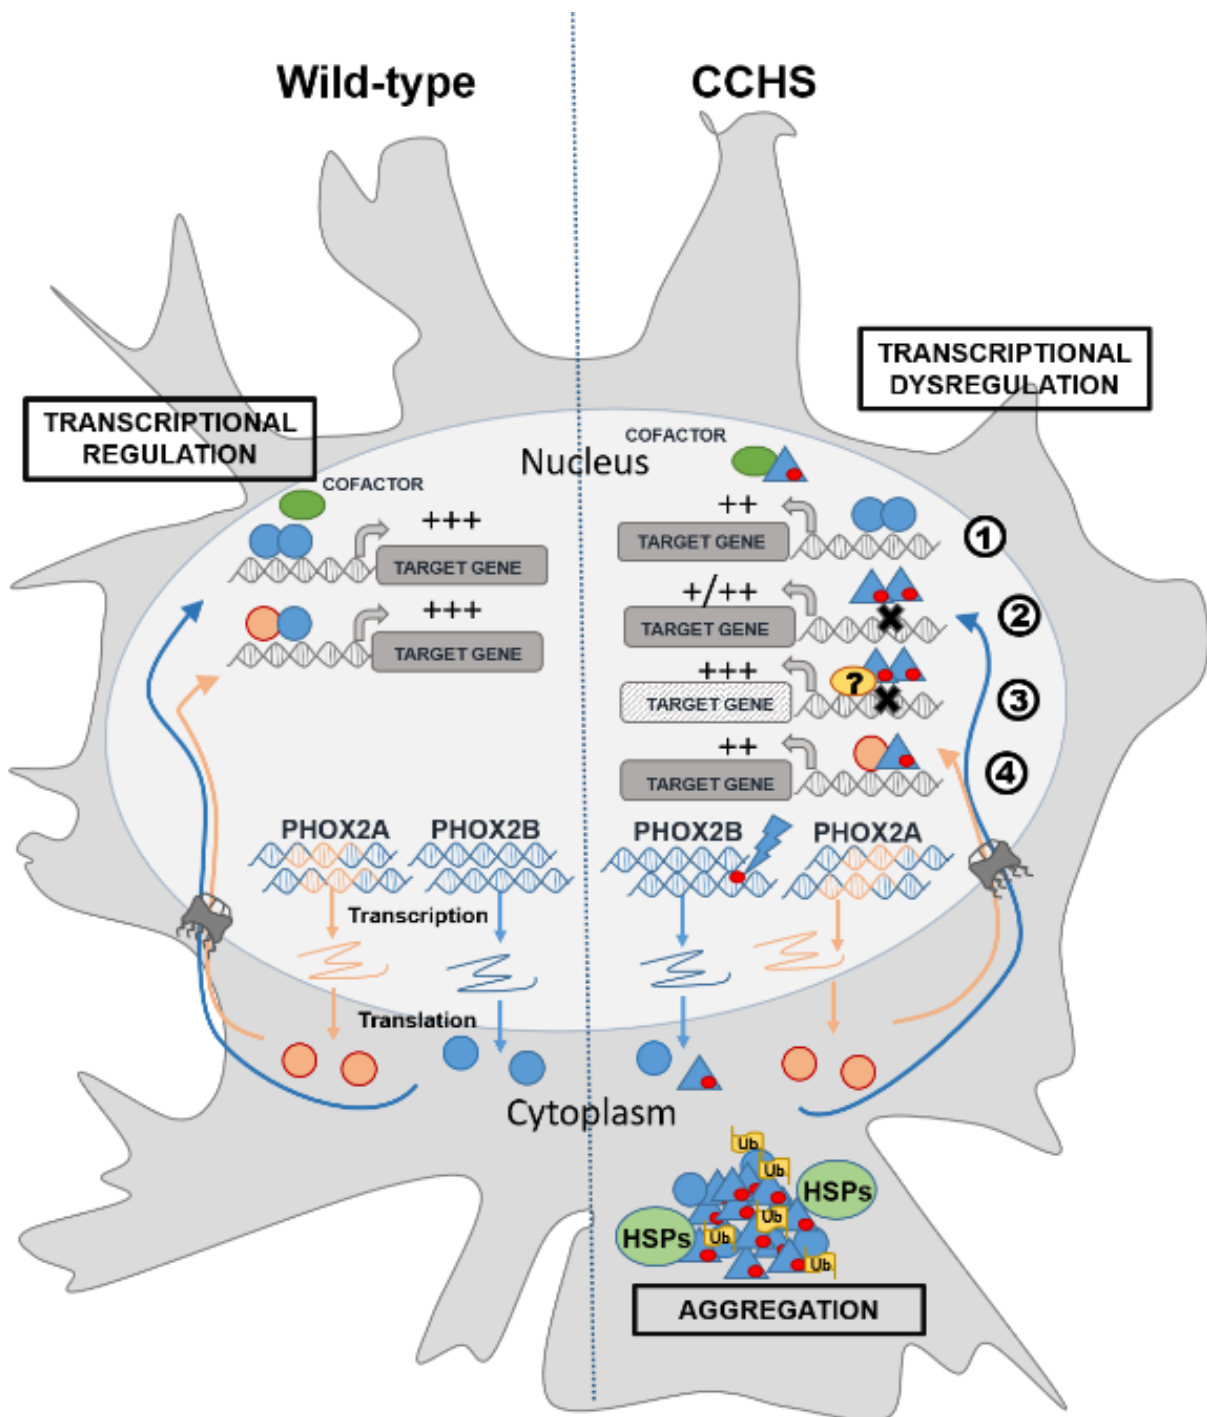 Wild-type
CCHS
TRANSCRIPTIONAL
REGULATION
TRANSCRIPTIONAL
DYSREGULATION
Nucleus
COFACTOR
+++
TARGET GENE
+++
TARGET GENE
COFACTOR
++
TARGET GENE
1
+/++
TARGET GENE
2
+++
?
TARGET GENE
3
++
TARGET GENE
4
PHOX2A
PHOX2B
PHOX2B
PHOX2A
Transcription
Translation
Cytoplasm
Ub
Ub
HSPs
Ub
HSPs
Ub
Ub
AGGREGATION